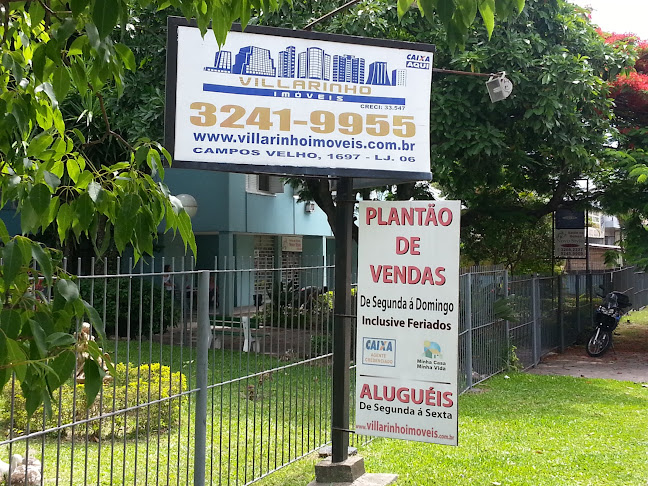 CAIXA
AQUI
VILLARINHO
IMÓVEIS
CRECI: 33.547
3241-9955
www.villarinhoimoveis.com.br
CAMPOS VELHO, 1697 - LJ. 06
PLANTÃO
DE
VENDAS
De Segunda á Domingo
Inclusive Feriados
CAIXA
AGENTE
CREDENCIADO
Minha Casa
Minha Vida
ALUGUÉIS
De Segunda á Sexta
www.villarinhoimoveis.com.br